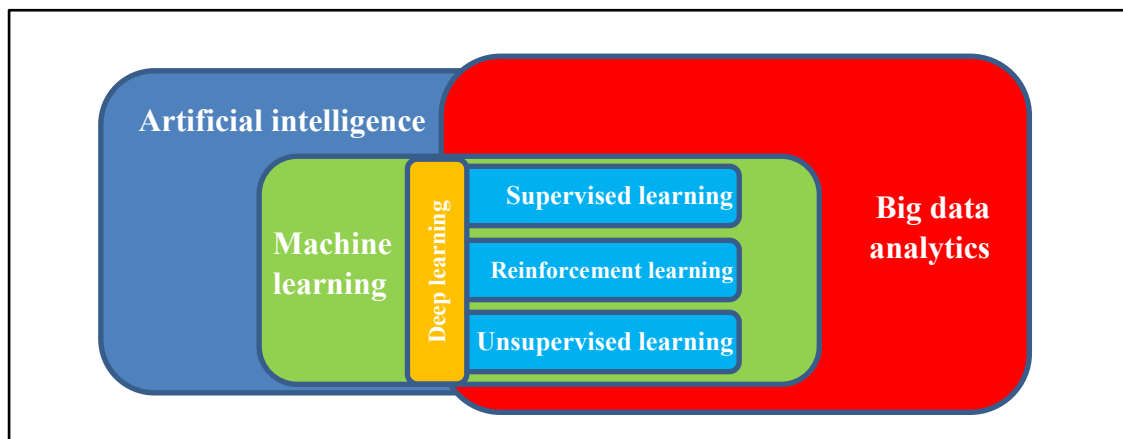 Artificial intelligence
Machine
learning
Deep learning
Supervised learning
Reinforcement learning
Unsupervised learning
Big data
analytics